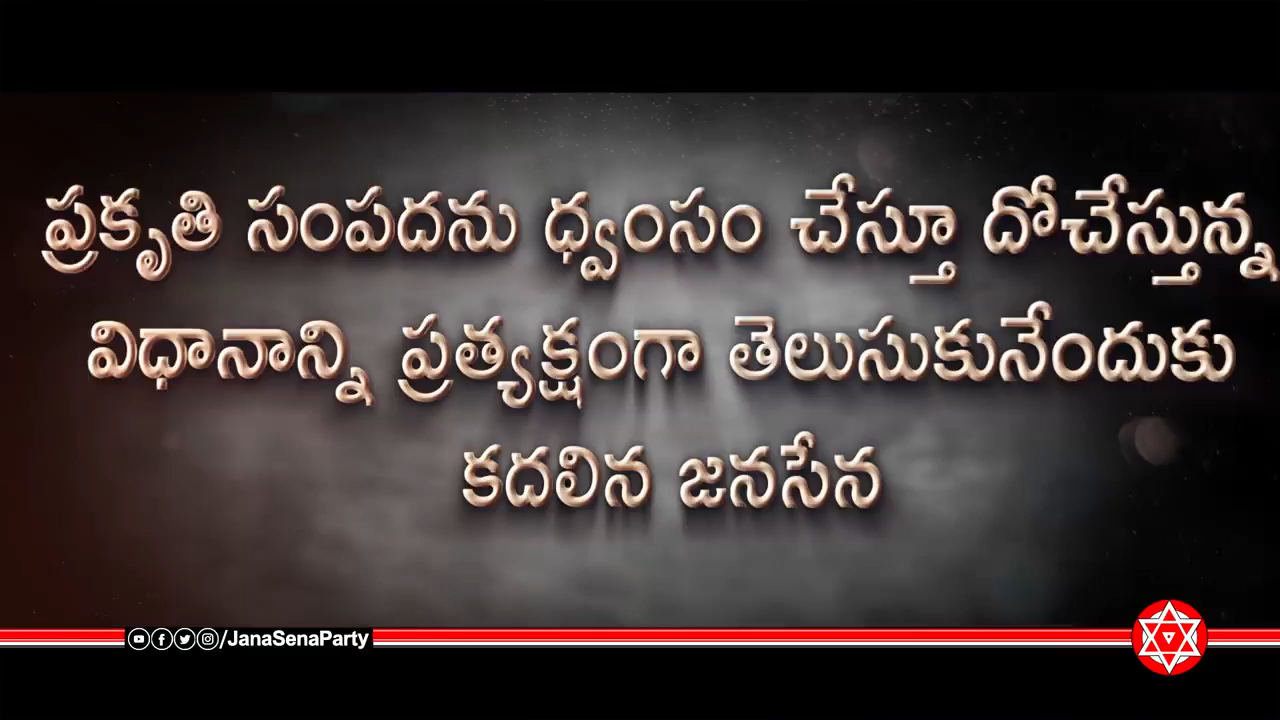 ప్రకృతి సంపదను ధ్వంసం చేస్తూ దోచేస్తున్న
విధానాన్ని ప్రత్యక్షంగా తెలుసుకునేందుకు
కదలిన జనసేన
/JanaSenaParty